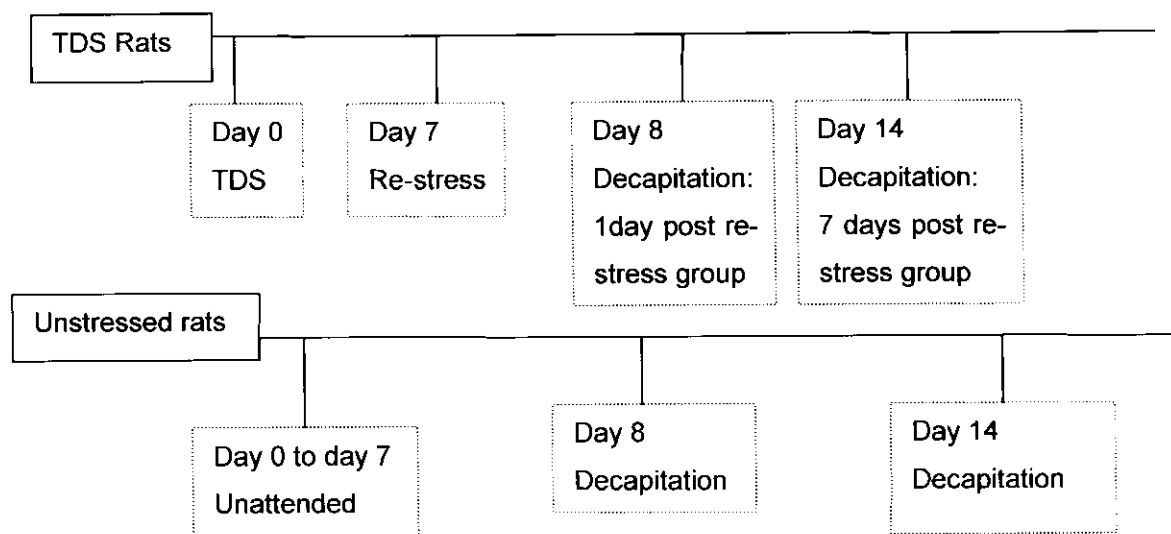 TDS Rats
Day 0
TDS
Day 7
Re-stress
Day 8
Decapitation:
1day post re-
stress group
Day 14
Decapitation:
7 days post re-
stress group
Unstressed rats
Day 0 to day 7
Unattended
Day 8
Decapitation
Day 14
Decapitation